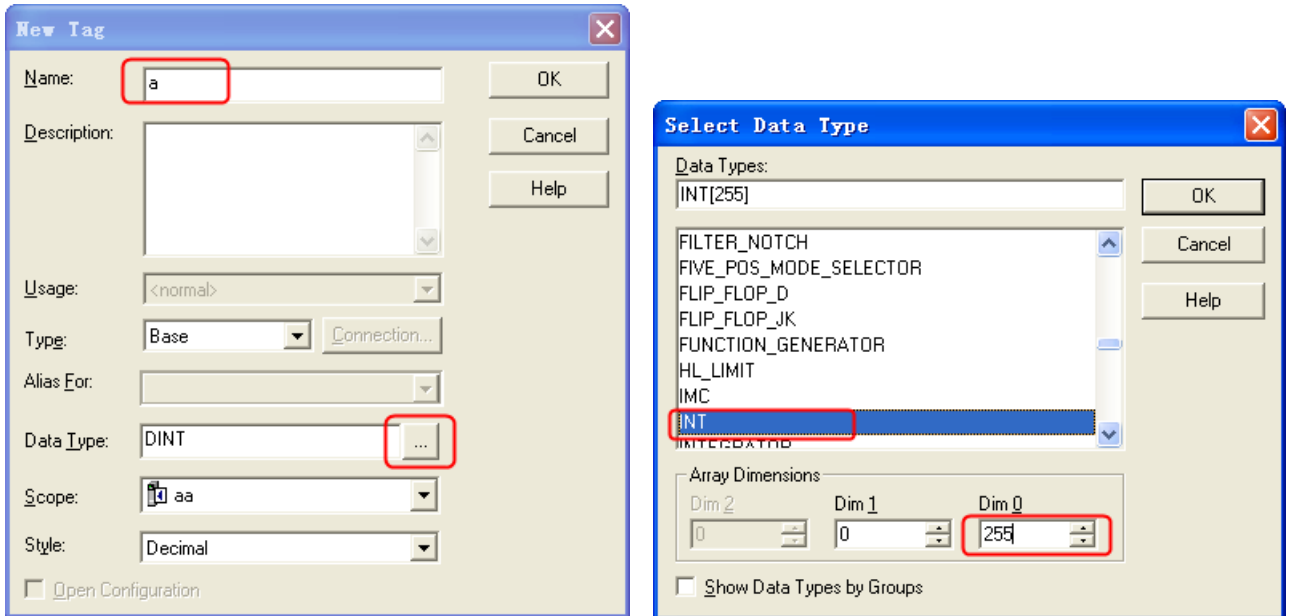 New Tag
Name:
a
OK
Description:
Cancel
Help
Usage:
<normal>
Type:
Base
Connection...
Alias For:
Data Type:
DINT
...
Scope:
aa
Style:
Decimal
Open Configuration
Select Data Type
Data Types:
INT[255]
OK
FILTER_NOTCH
Cancel
FIVE_POS_MODE_SELECTOR
FLIP_FLOP_D
Help
FLIP_FLOP_JK
FUNCTION_GENERATOR
HL_LIMIT
IMC
INT
INTEGRATOR
Array Dimensions
Dim 2
Dim 1
Dim 0
0
0
255
Show Data Types by Groups